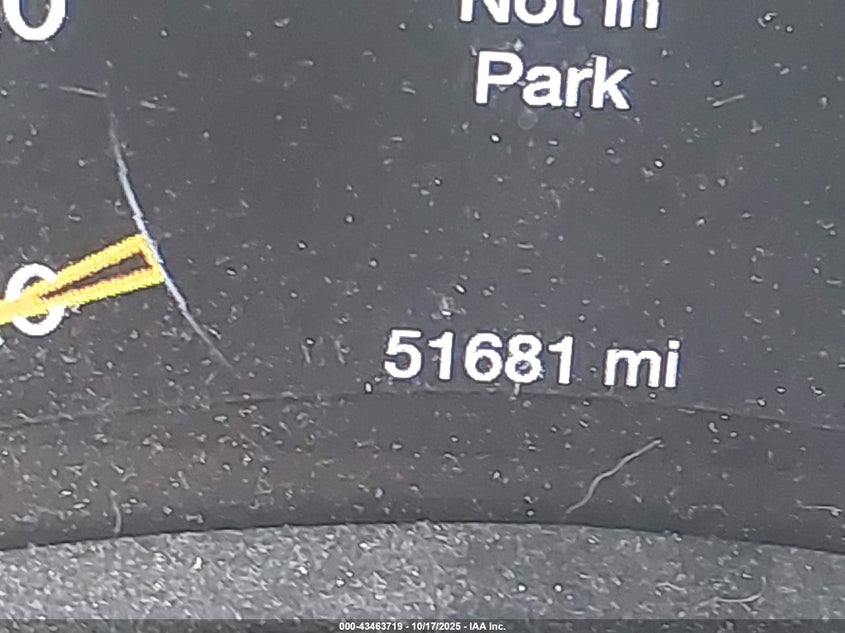 Not in
Park
51681 mi
000-43463719 - 10/17/2025 - IAA Inc.